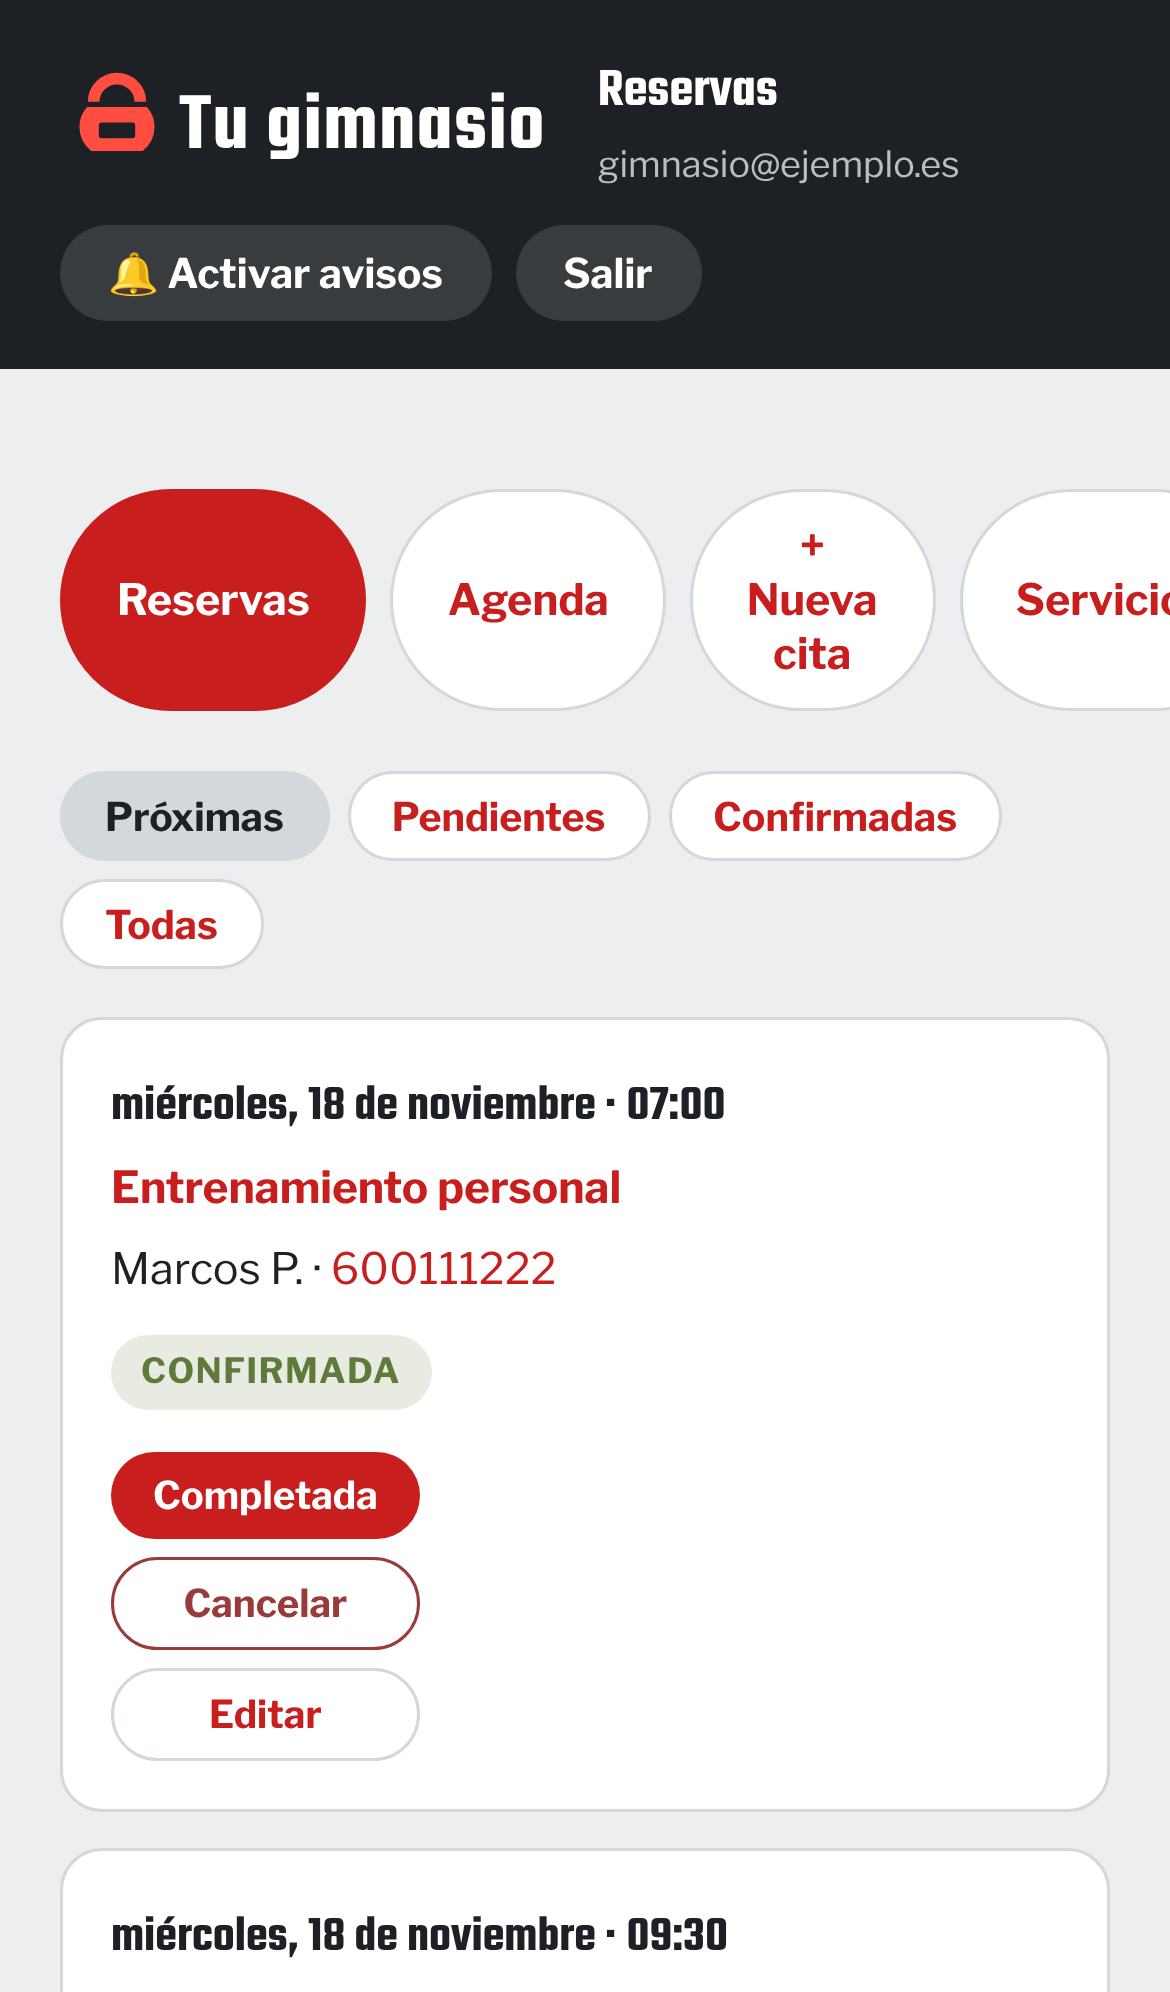 Tu gimnasio
Reservas
gimnasio@ejemplo.es
🔔 Activar avisos
Salir
Reservas
Agenda
+
Nueva
cita
Próximas
Pendientes
Confirmadas
Todas
miércoles, 18 de noviembre · 07:00
Entrenamiento personal
Marcos P. · 600111222
CONFIRMADA
Completada
Cancelar
Editar
miércoles, 18 de noviembre · 09:30